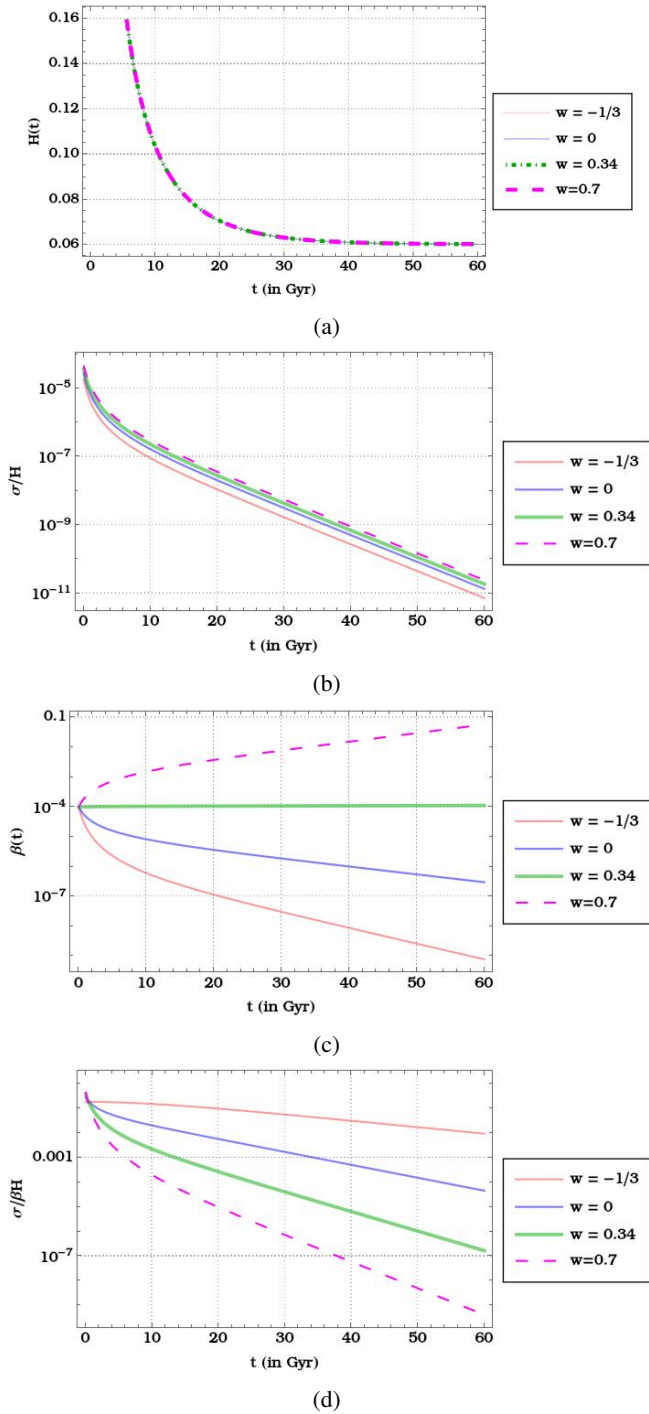 0.16
0.14
0.12
0.10
0.08
0.06
H(t)
0 10 20 30 40 50 60
t (in Gyr)
w = −1/3
w = 0
w = 0.34
w=0.7
(a)
10⁻⁵
10⁻⁷
10⁻⁹
10⁻¹¹
σ/H
0 10 20 30 40 50 60
t (in Gyr)
w = −1/3
w = 0
w = 0.34
w=0.7
(b)
0.1
10⁻⁴
10⁻⁷
β(t)
0 10 20 30 40 50 60
t (in Gyr)
w = −1/3
w = 0
w = 0.34
w=0.7
(c)
0.001
10⁻⁷
σ/βH
0 10 20 30 40 50 60
t (in Gyr)
w = −1/3
w = 0
w = 0.34
w=0.7
(d)